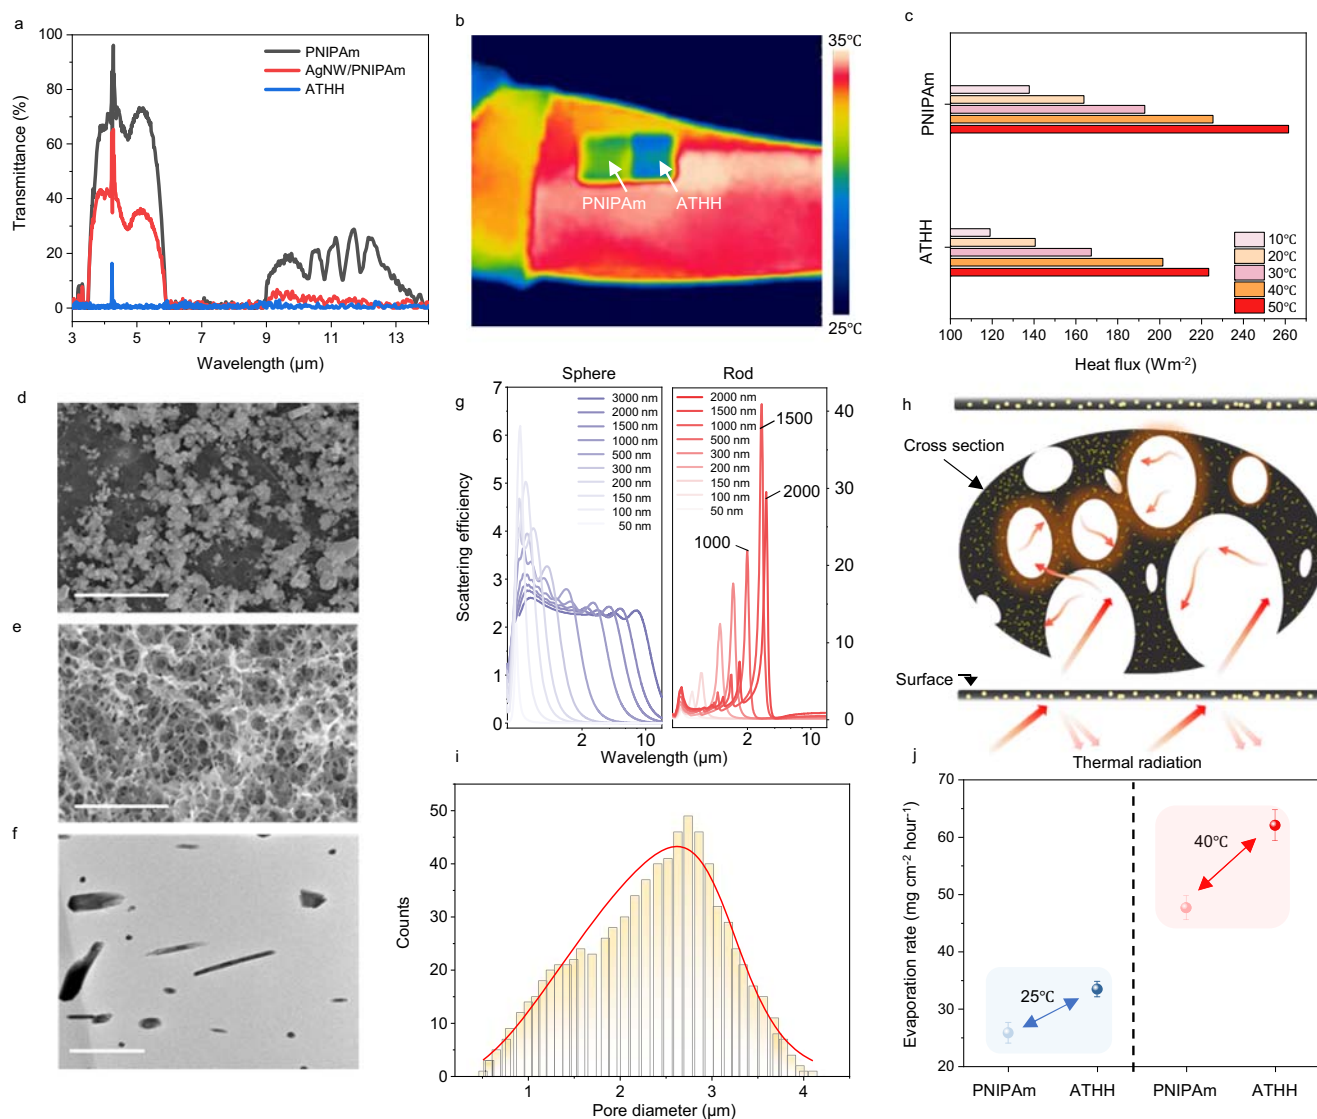 a
100
80
60
40
20
0
Transmittance (%)
PNIPAm
AgNW/PNIPAm
ATHH
3
5
7
9
11
13
Wavelength (μm)
b
35℃
25℃
PNIPAm
ATHH
c
PNIPAm
ATHH
10℃
20℃
30℃
40℃
50℃
100
120
140
160
180
200
220
240
260
Heat flux (Wm-2)
d
e
f
g
Sphere
Rod
7
6
5
4
3
2
1
0
Scattering efficiency
3000 nm
2000 nm
1500 nm
1000 nm
500 nm
300 nm
200 nm
150 nm
100 nm
50 nm
2000 nm
1500 nm
1000 nm
500 nm
300 nm
200 nm
150 nm
100 nm
50 nm
1500
2000
1000
40
30
20
10
0
2
10
2
10
Wavelength (μm)
h
Cross section
Surface
Thermal radiation
i
50
40
30
20
10
0
Counts
1
2
3
4
Pore diameter (μm)
j
70
60
50
40
30
20
Evaporation rate (mg cm-2 hour-1)
25℃
40℃
PNIPAm
ATHH
PNIPAm
ATHH